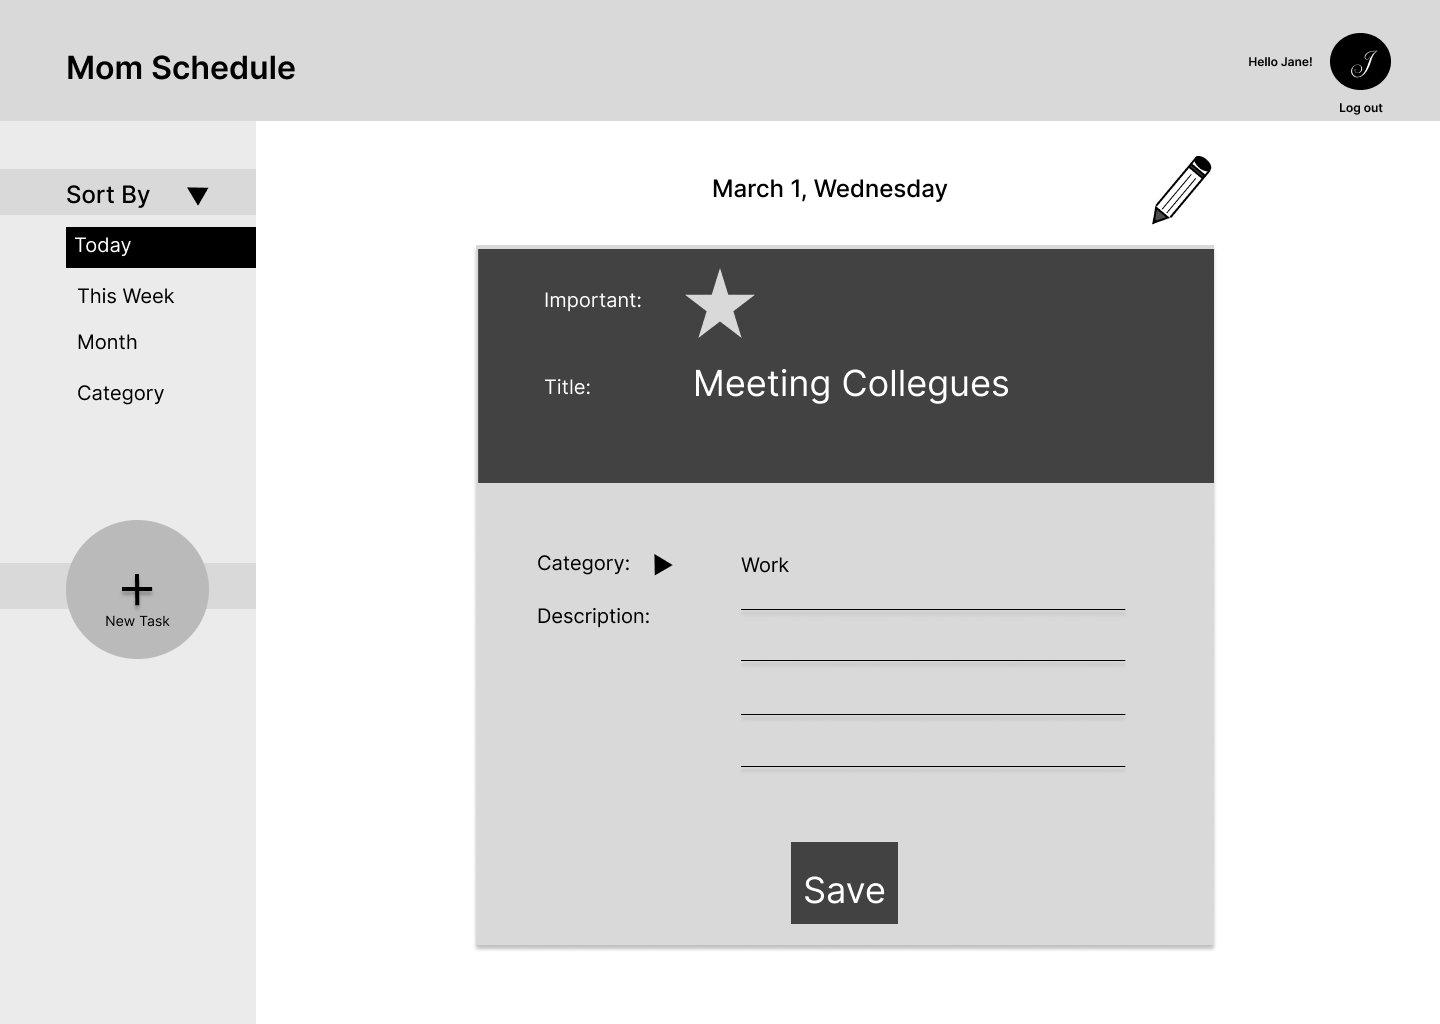 Mom Schedule
Hello Jane!
J
Log out
Sort By
Today
This Week
Month
Category
New Task
March 1, Wednesday
Important:
Title: Meeting Collegues
Category: Work
Description:
Save